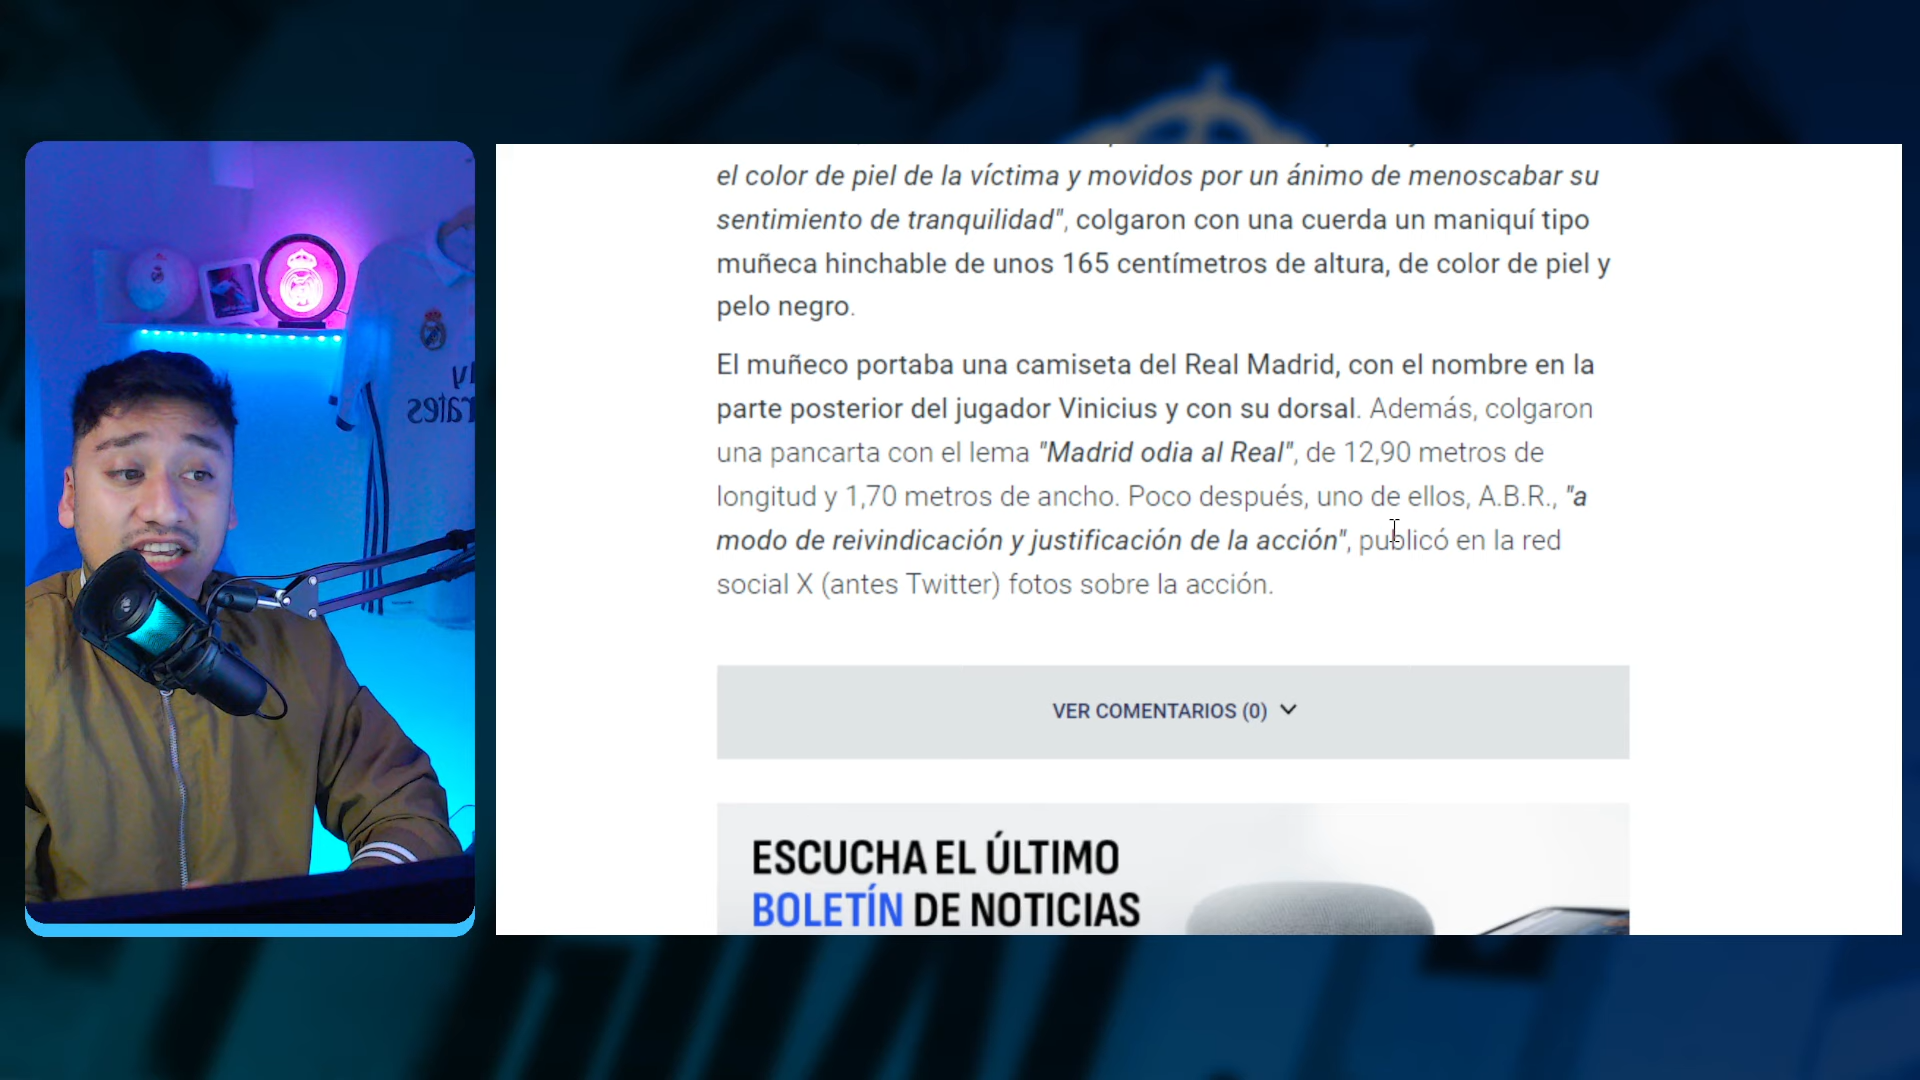 el color de piel de la víctima y movidos por un ánimo de menoscabar su
sentimiento de tranquilidad", colgaron con una cuerda un maniquí tipo
muñeca hinchable de unos 165 centímetros de altura, de color de piel y
pelo negro.
El muñeco portaba una camiseta del Real Madrid, con el nombre en la
parte posterior del jugador Vinicius y con su dorsal. Además, colgaron
una pancarta con el lema "Madrid odia al Real", de 12,90 metros de
longitud y 1,70 metros de ancho. Poco después, uno de ellos, A.B.R., "a
modo de reivindicación y justificación de la acción", publicó en la red
social X (antes Twitter) fotos sobre la acción.
VER COMENTARIOS (0)
ESCUCHA EL ÚLTIMO
BOLETÍN DE NOTICIAS